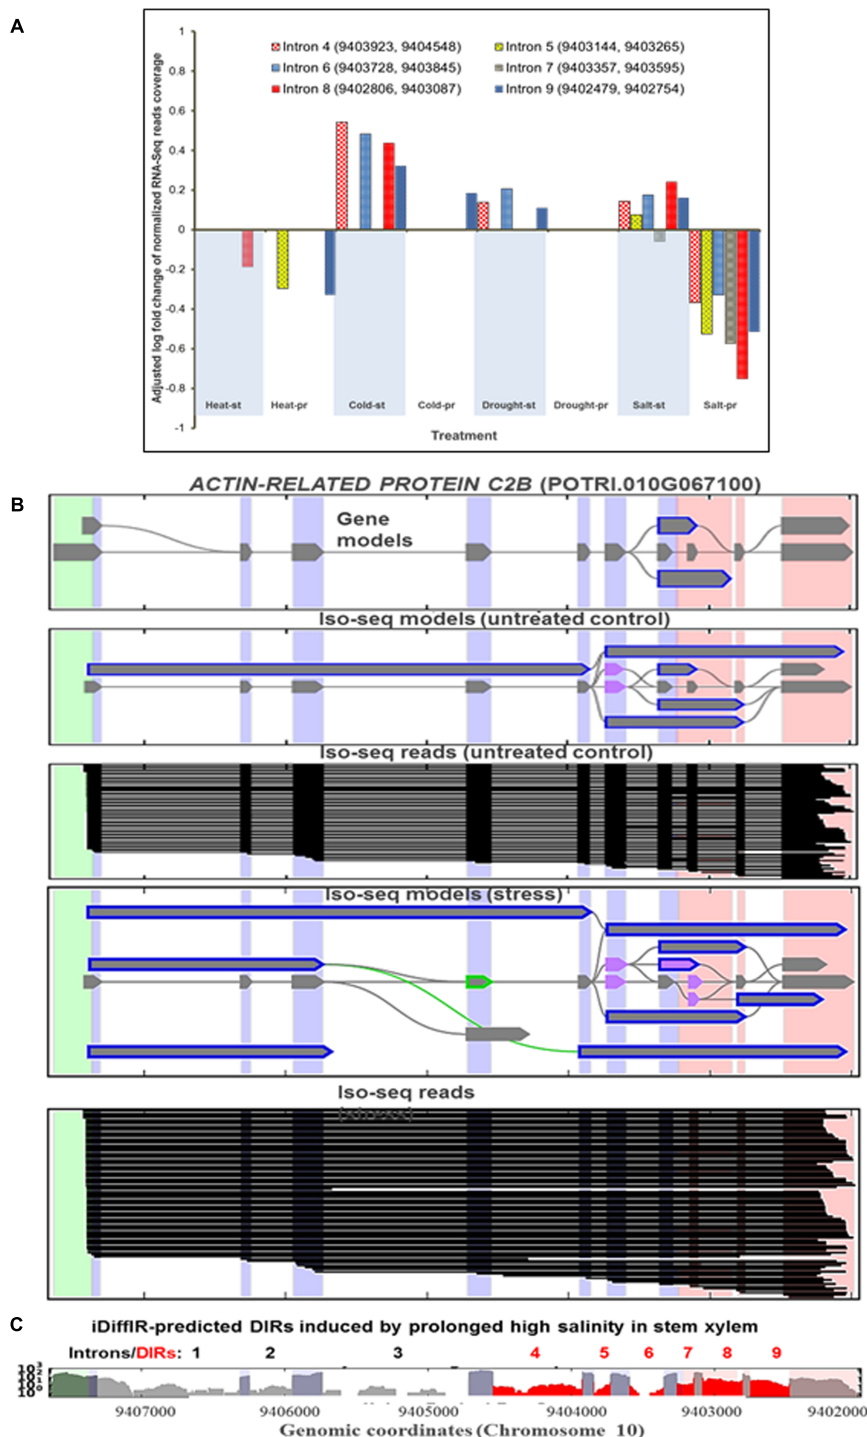 A
Adjusted log fold change of normalized RNA-Seq reads coverage
1
0.8
0.6
0.4
0.2
0
-0.2
-0.4
-0.6
-0.8
-1
Intron 4 (9403923, 9404548) Intron 5 (9403144, 9403265)
Intron 6 (9403728, 9403845) Intron 7 (9403357, 9403595)
Intron 8 (9402806, 9403087) Intron 9 (9402479, 9402754)
Heat-st Heat-pr Cold-st Cold-pr Drought-st Drought-pr Salt-st Salt-pr
Treatment
B
ACTIN-RELATED PROTEIN C2B (POTRI.010G067100)
Gene
models
Iso-seq models (untreated control)
Iso-seq reads (untreated control)
Iso-seq models (stress)
Iso-seq reads
C
iDiffIR-predicted DIRs induced by prolonged high salinity in stem xylem
Introns/DIRs: 1 2 3 4 5 6 7 8 9
9407000 9406000 9405000 9404000 9403000 9402000
Genomic coordinates (Chromosome 10)